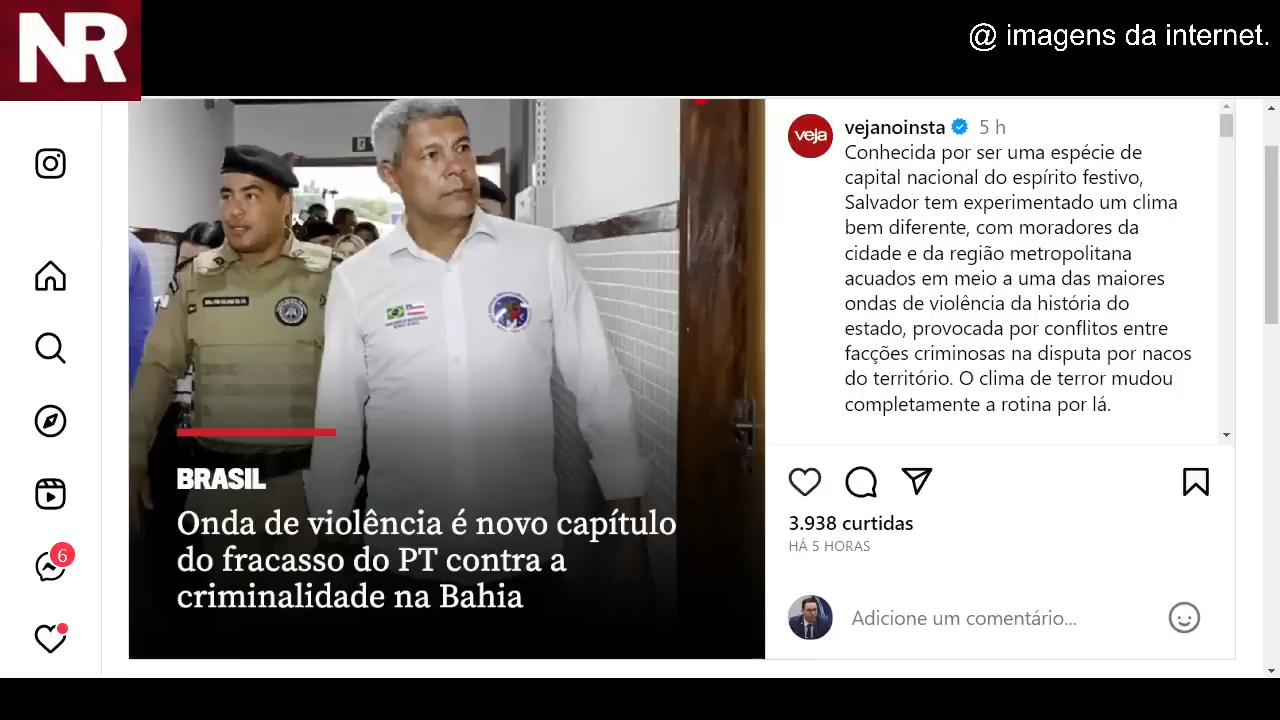 NR
@ imagens da internet.
veja
vejanoinsta 5 h
Conhecida por ser uma espécie de
capital nacional do espírito festivo,
Salvador tem experimentado um clima
bem diferente, com moradores da
cidade e da região metropolitana
acuados em meio a uma das maiores
ondas de violência da história do
estado, provocada por conflitos entre
facções criminosas na disputa por nacos
do território. O clima de terror mudou
completamente a rotina por lá.
BRASIL
Onda de violência é novo capítulo
do fracasso do PT contra a
criminalidade na Bahia
3.938 curtidas
HÁ 5 HORAS
6
Adicione um comentário...